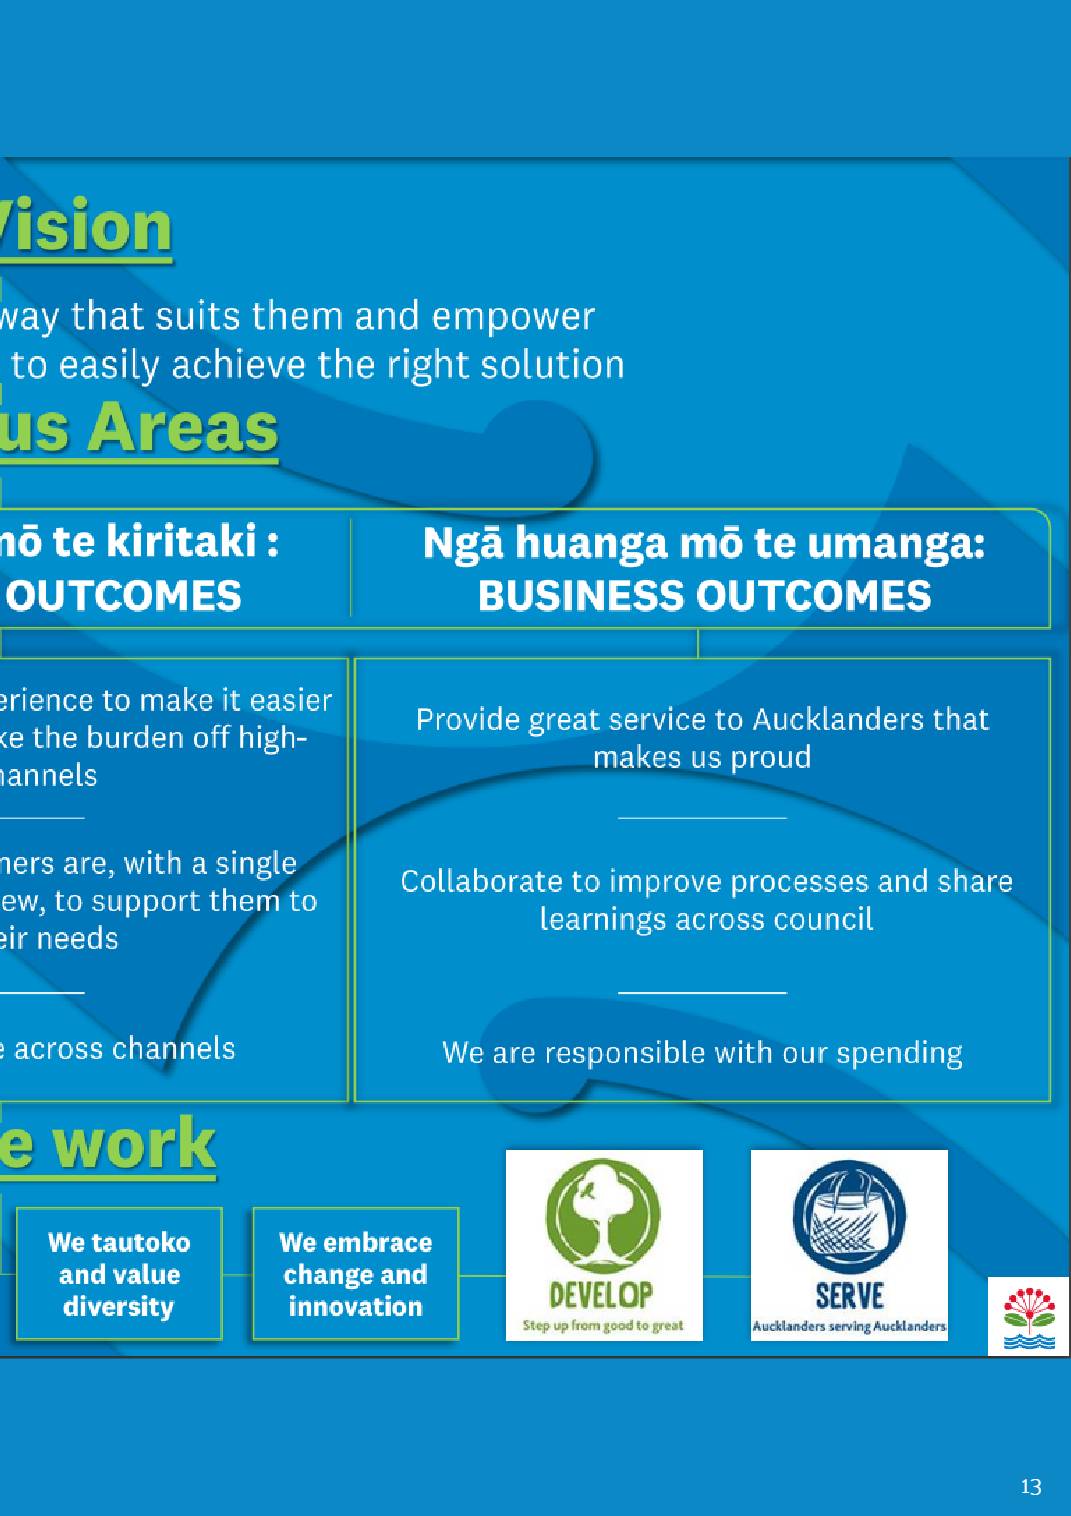 Vision
way that suits them and empower
to easily achieve the right solution
us Areas
mō te kiritaki :
OUTCOMES
Ngā huanga mō te umanga:
BUSINESS OUTCOMES
erience to make it easier
ke the burden off high-
hannels
ners are, with a single
ew, to support them to
eir needs
e across channels
Provide great service to Aucklanders that
makes us proud
Collaborate to improve processes and share
learnings across council
We are responsible with our spending
e work
We tautoko
and value
diversity
We embrace
change and
innovation
DEVELOP
Step up from good to great
SERVE
Aucklanders serving Aucklanders
13